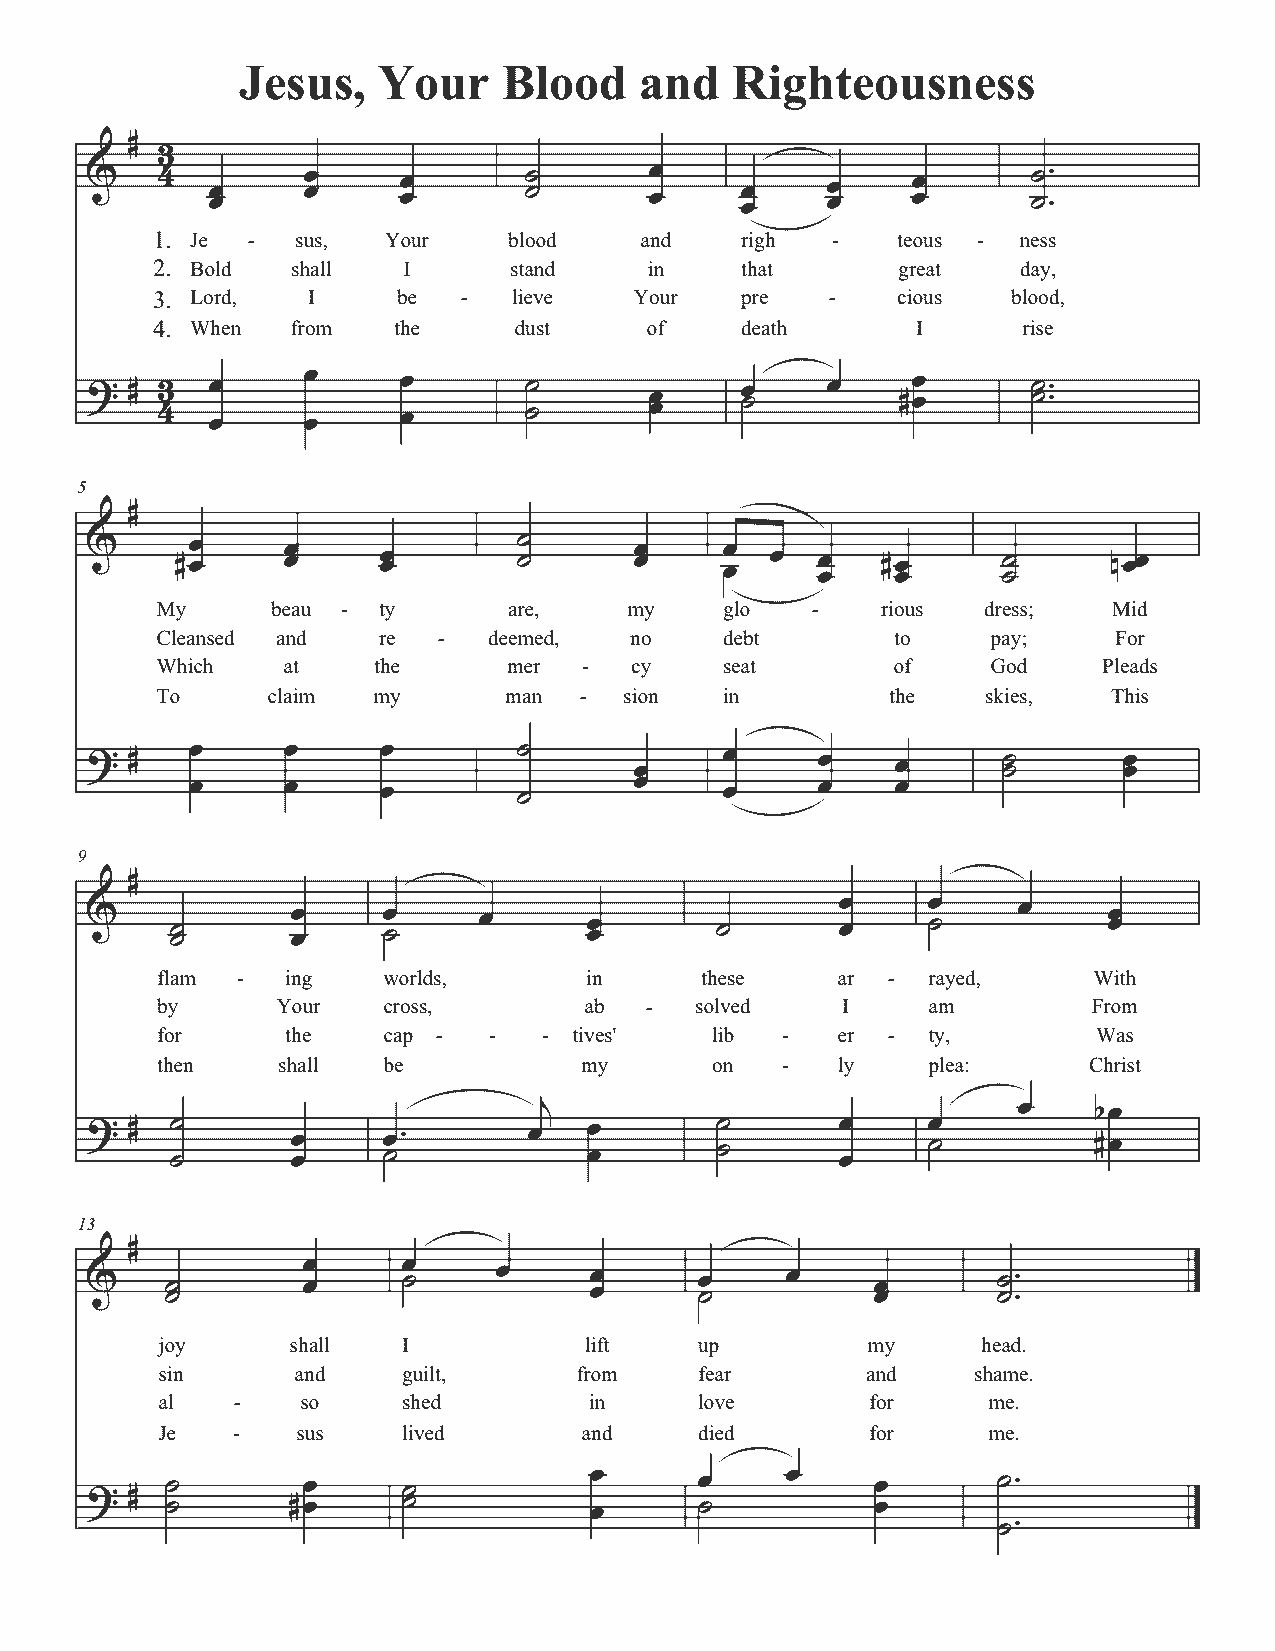 Jesus, Your Blood and Righteousness
1. Je - sus, Your blood and righ - teous - ness
2. Bold shall I stand in that great day,
3. Lord, I be - lieve Your pre - cious blood,
4. When from the dust of death I rise
5
My beau - ty are, my glo - rious dress; Mid
Cleansed and re - deemed, no debt to pay; For
Which at the mer - cy seat of God Pleads
To claim my man - sion in the skies, This
9
flam - ing worlds, in these ar - rayed, With
by Your cross, ab - solved I am From
for the cap - - - tives' lib - er - ty, Was
then shall be my on - ly plea: Christ
13
joy shall I lift up my head.
sin and guilt, from fear and shame.
al - so shed in love for me.
Je - sus lived and died for me.